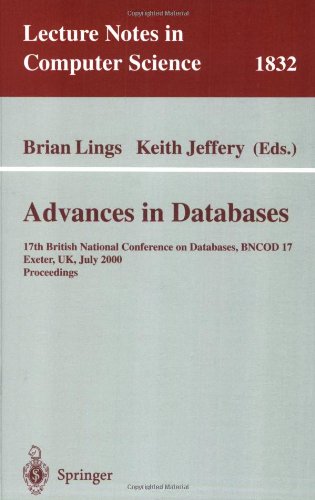 Lecture Notes in
Computer Science 1832
Brian Lings Keith Jeffery (Eds.)
Advances in Databases
17th British National Conference on Databases, BNCOD 17
Exeter, UK, July 2000
Proceedings
Springer